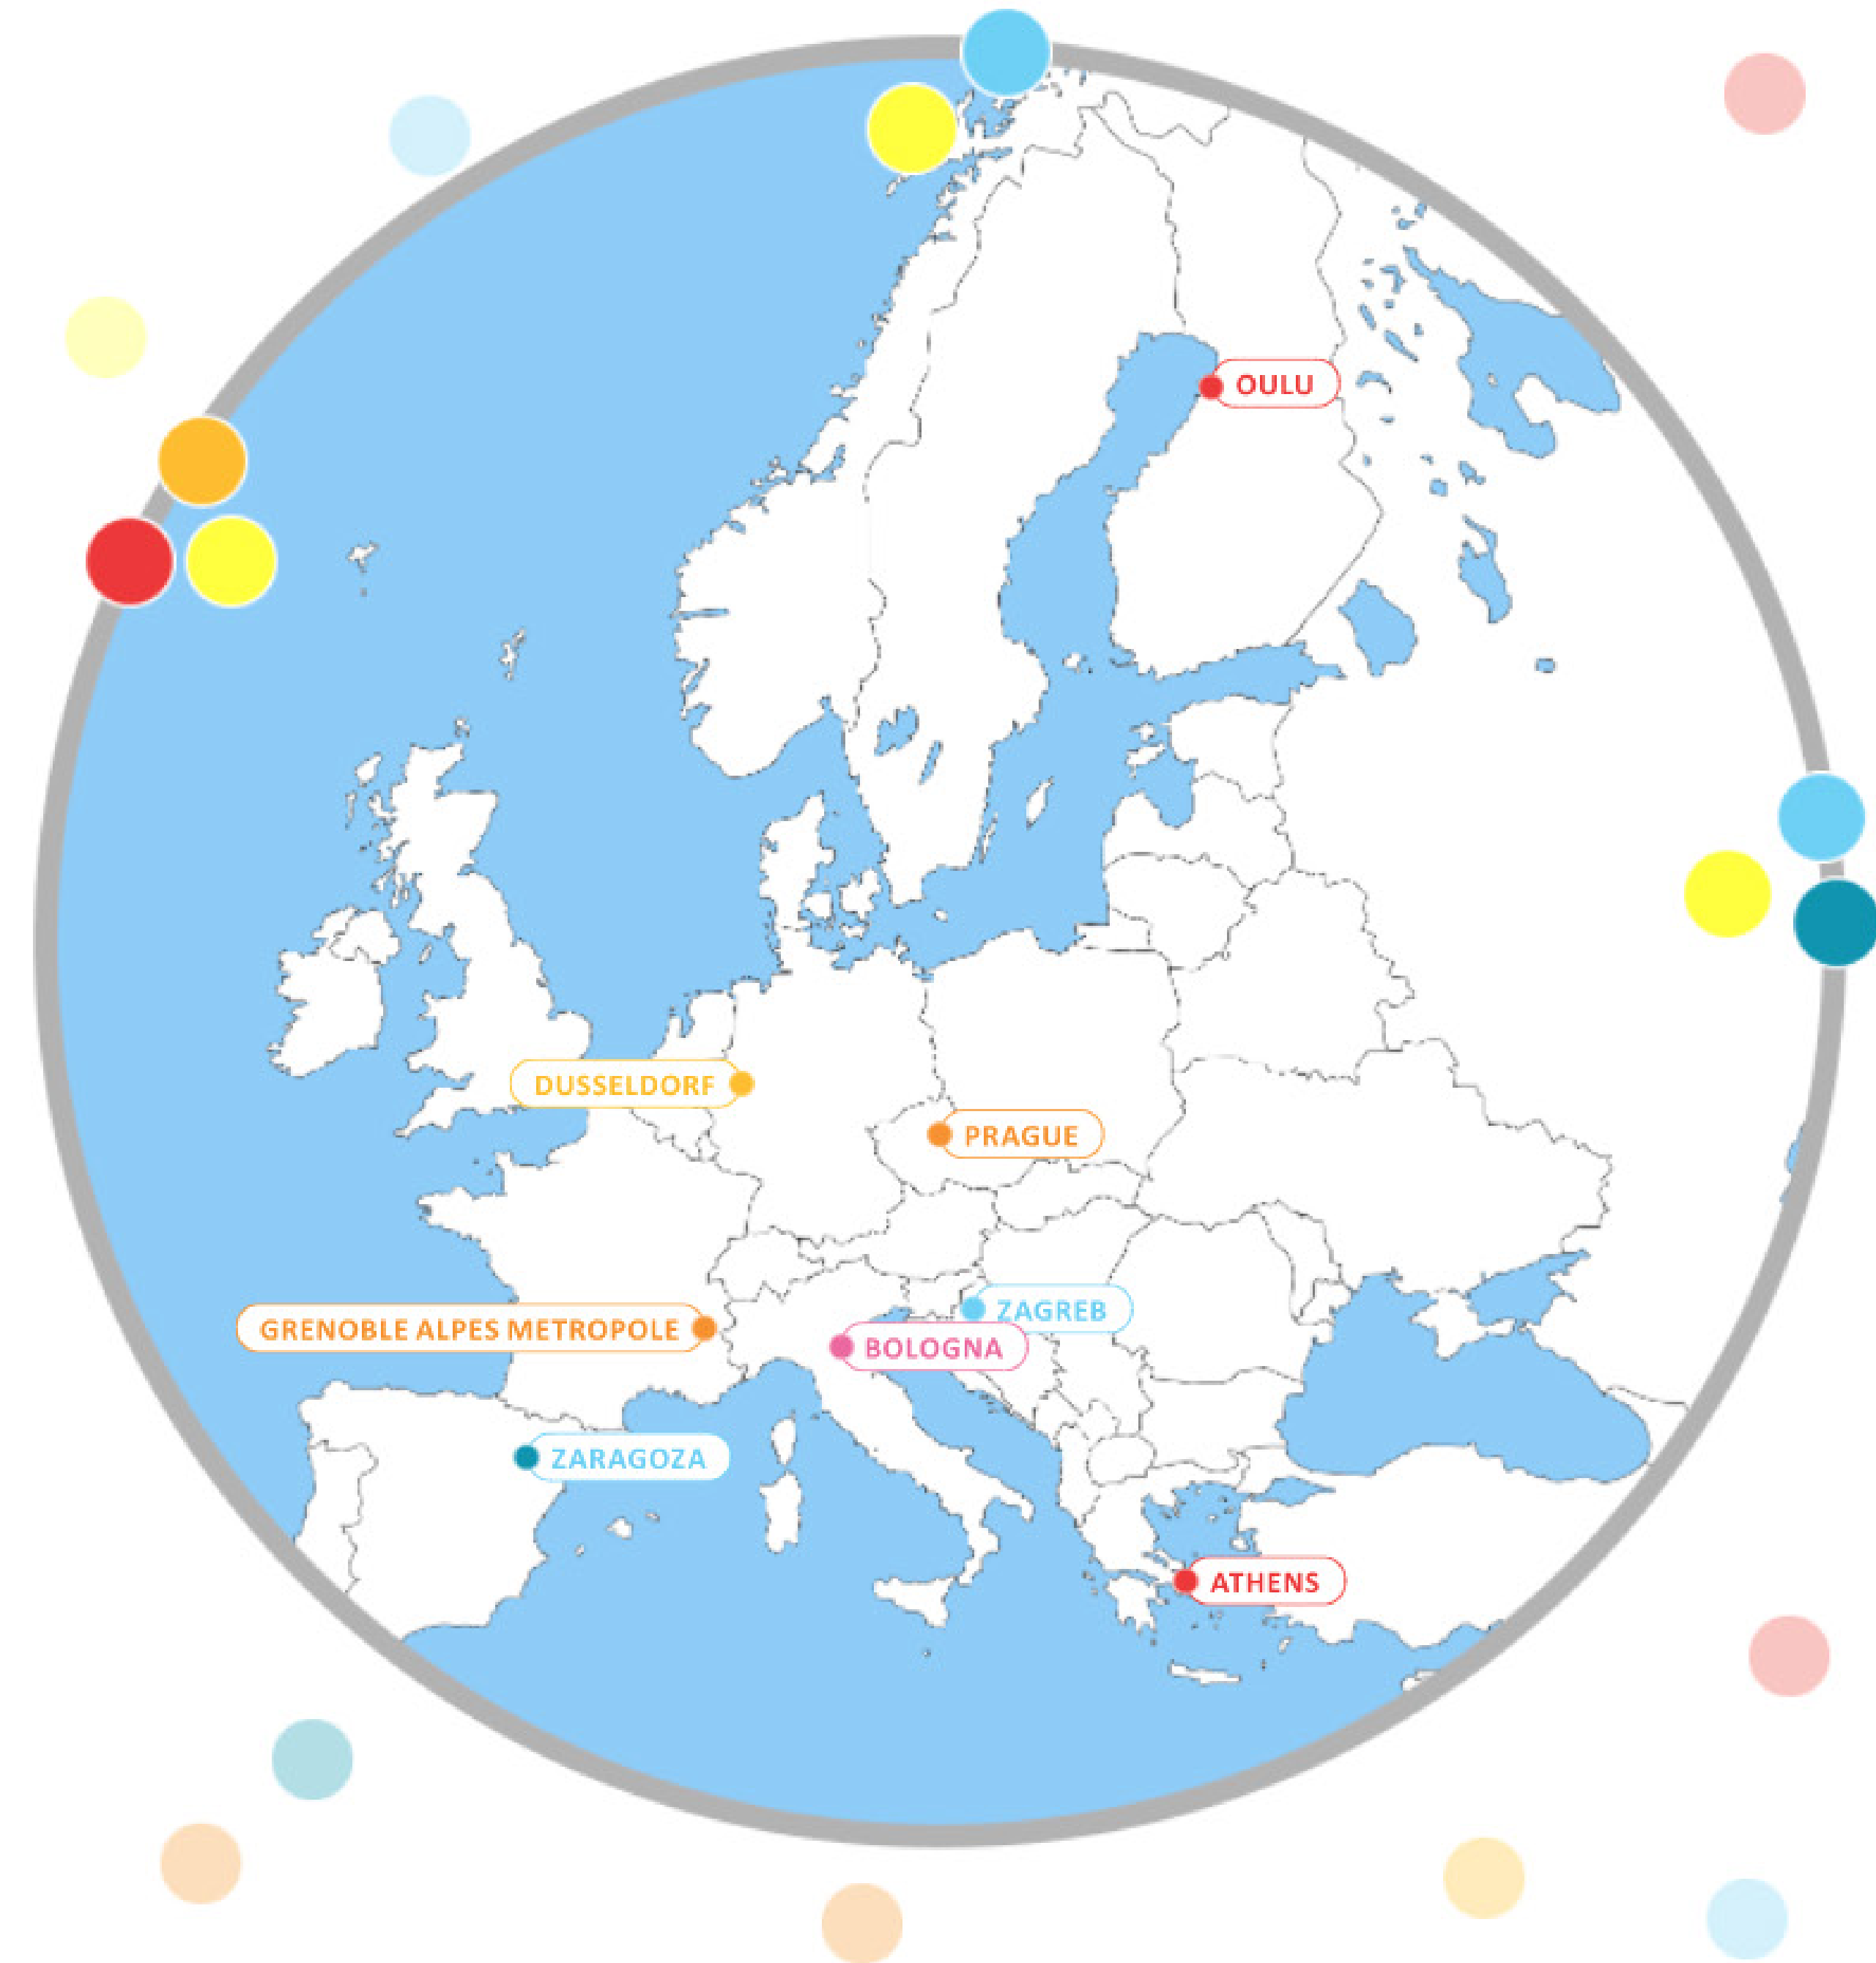 OULU
DUSSELDORF
PRAGUE
ZAGREB
GRENOBLE ALPES METROPOLE
BOLOGNA
ZARAGOZA
ATHENS